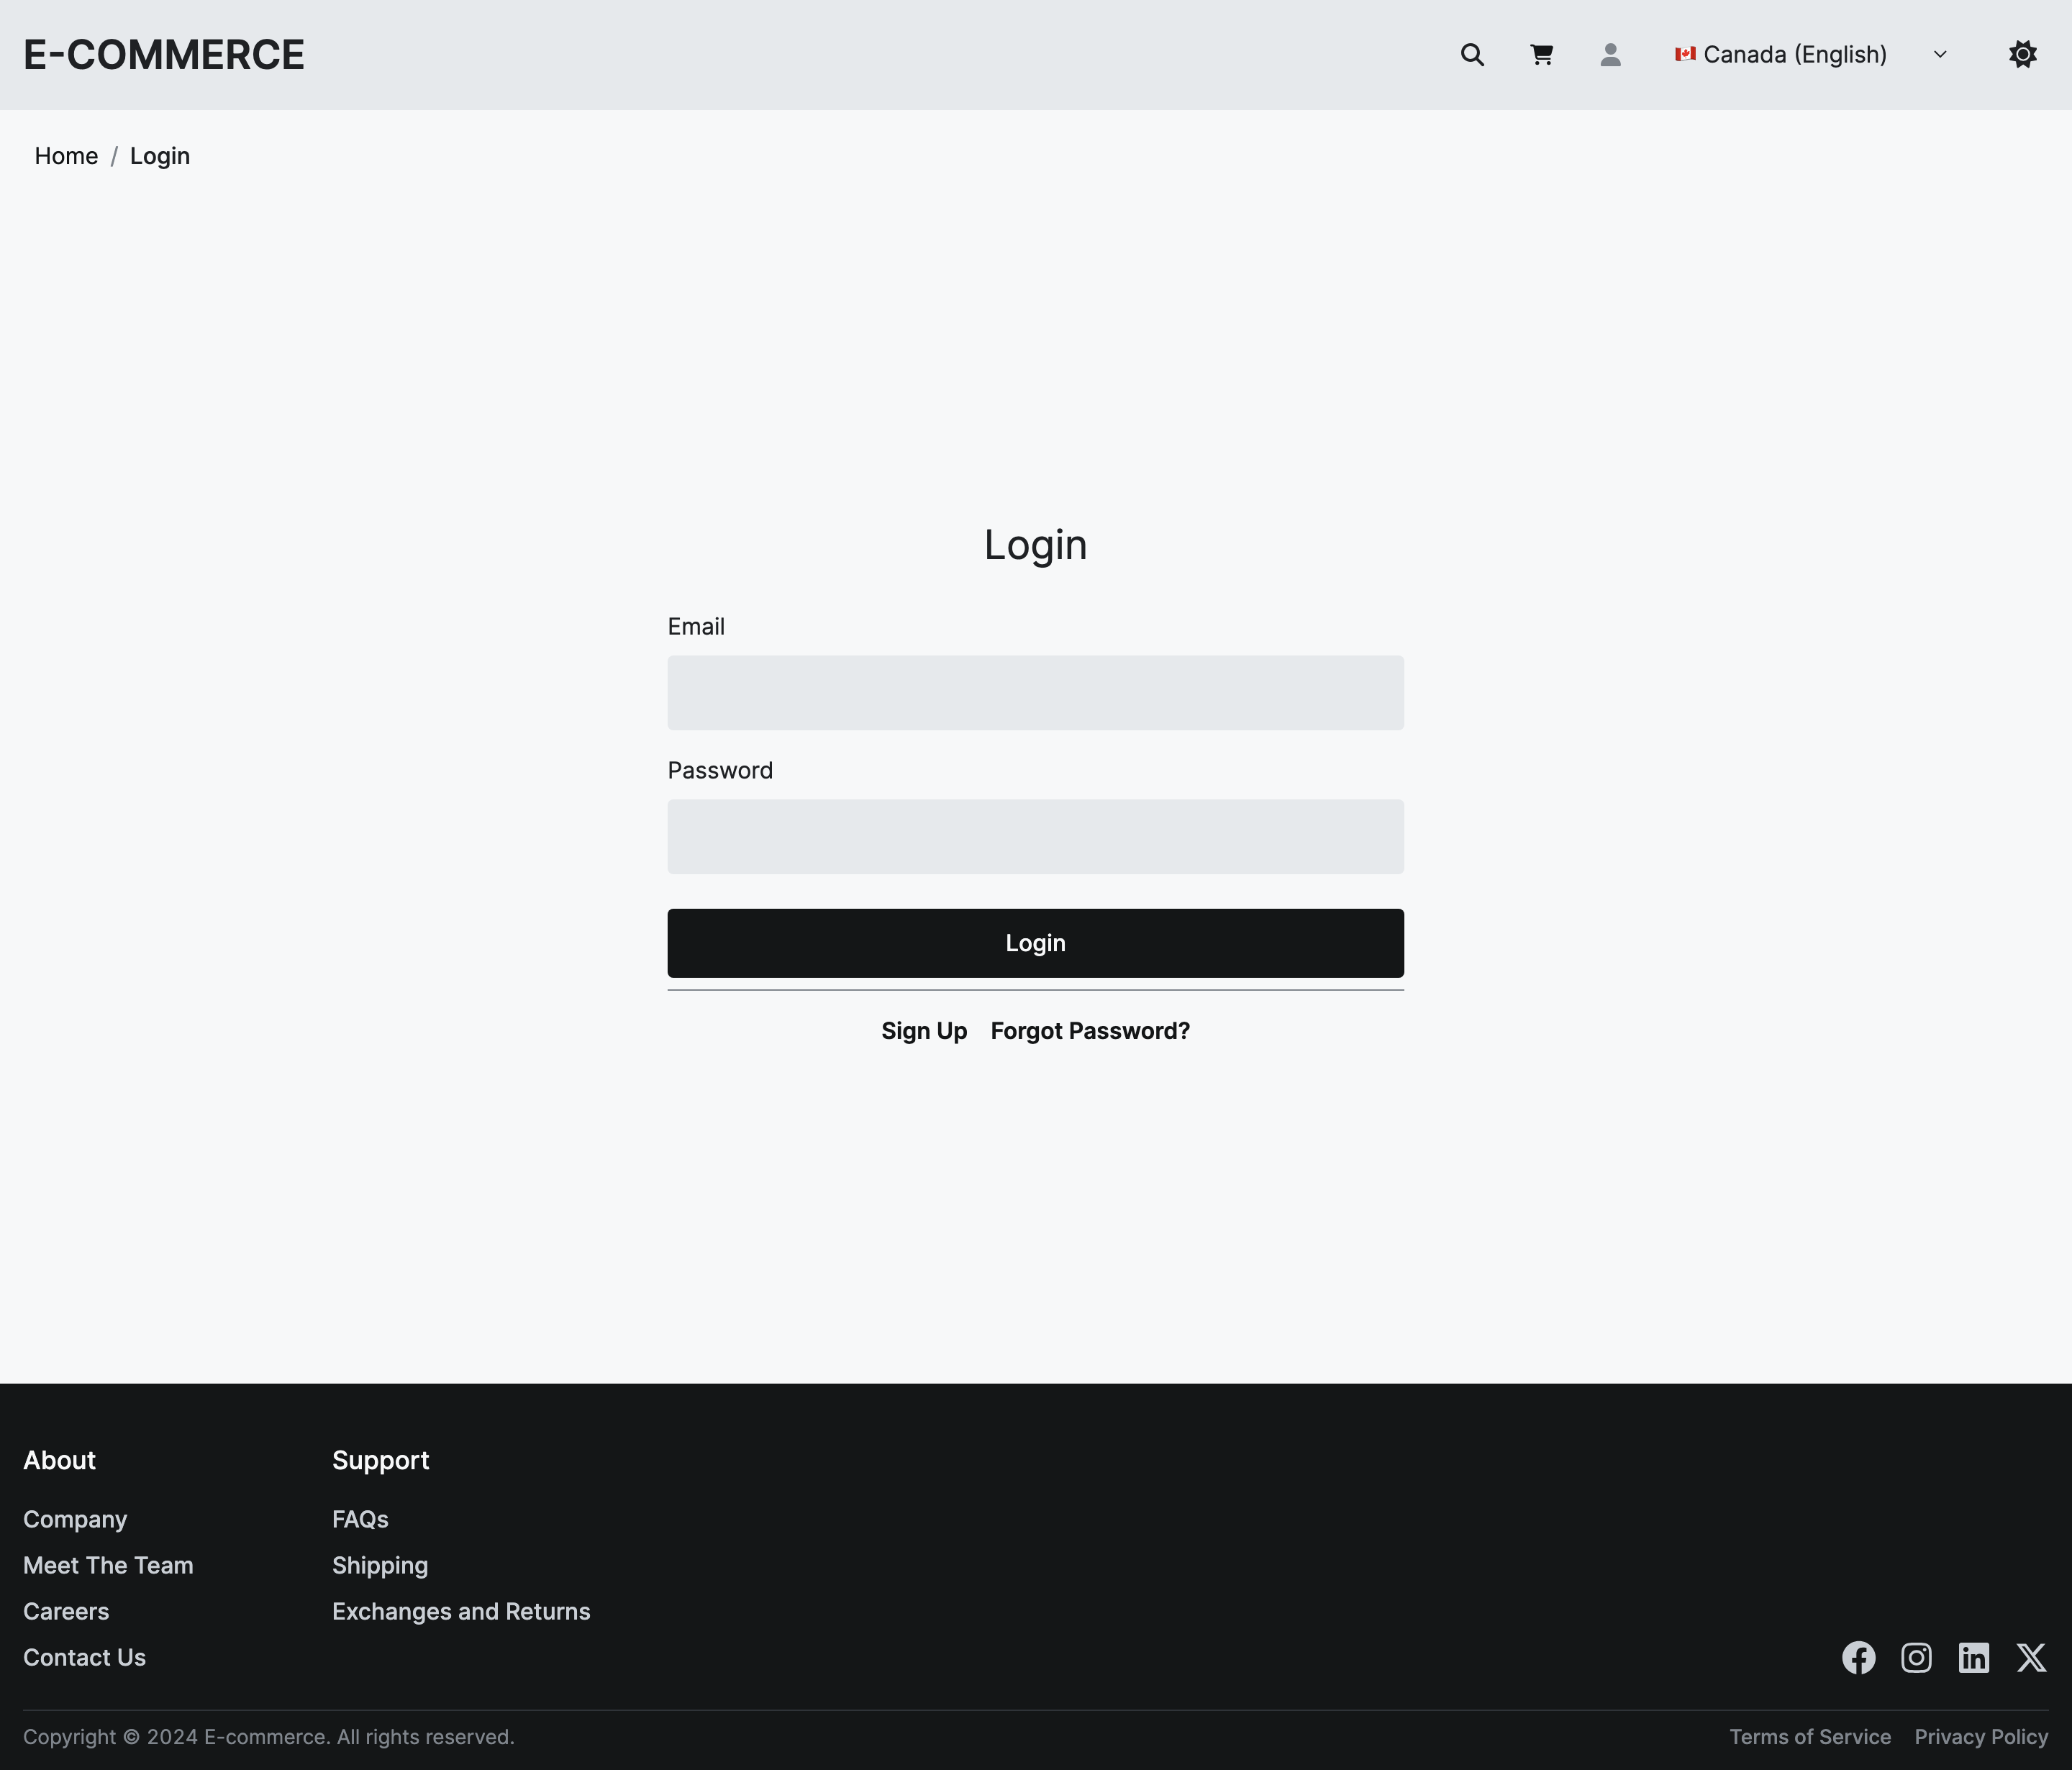 E-COMMERCE
Canada (English)
Home / Login
Login
Email
Password
Login
Sign Up Forgot Password?
About
Company
Meet The Team
Careers
Contact Us
Support
FAQs
Shipping
Exchanges and Returns
Copyright © 2024 E-commerce. All rights reserved.
Terms of Service Privacy Policy